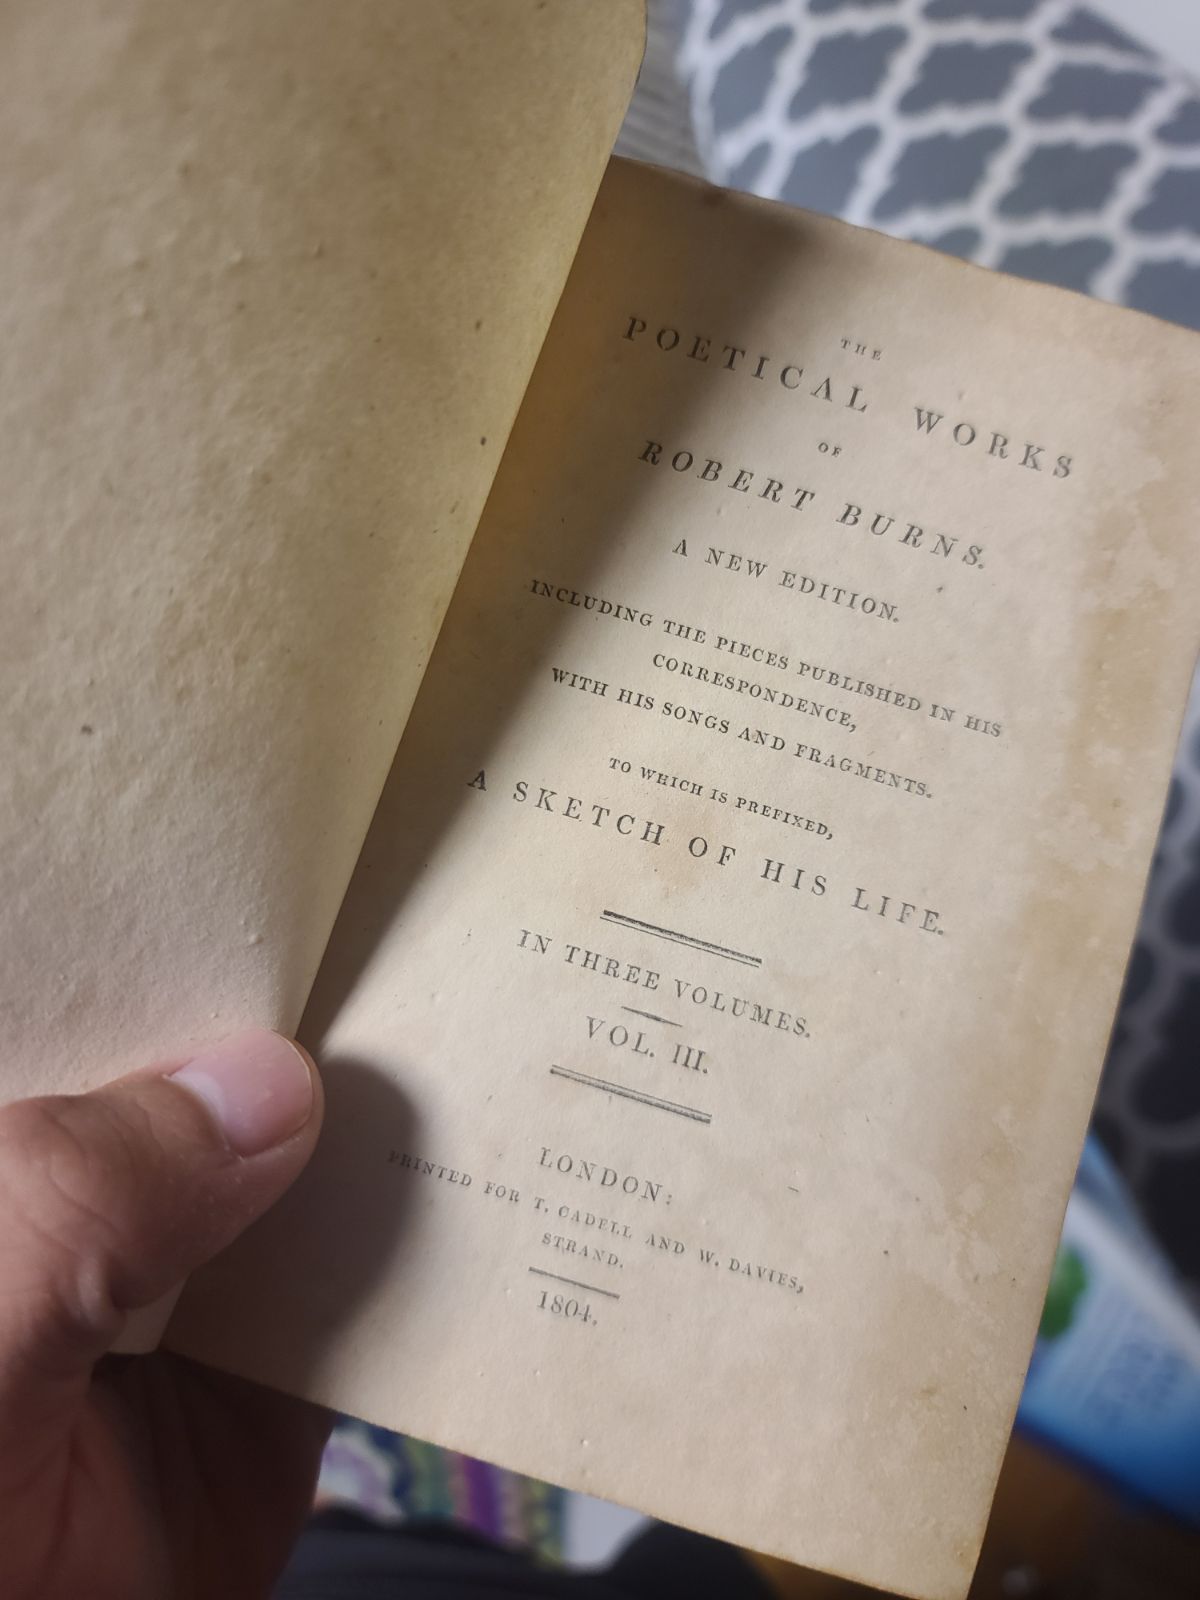 THE
POETICAL WORKS
OF
ROBERT BURNS.
A NEW EDITION.
INCLUDING THE PIECES PUBLISHED IN HIS
CORRESPONDENCE,
WITH HIS SONGS AND FRAGMENTS.
TO WHICH IS PREFIXED,
A SKETCH OF HIS LIFE.
IN THREE VOLUMES.
VOL. III.
LONDON:
PRINTED FOR T. CADELL AND W. DAVIES,
STRAND.
1804.